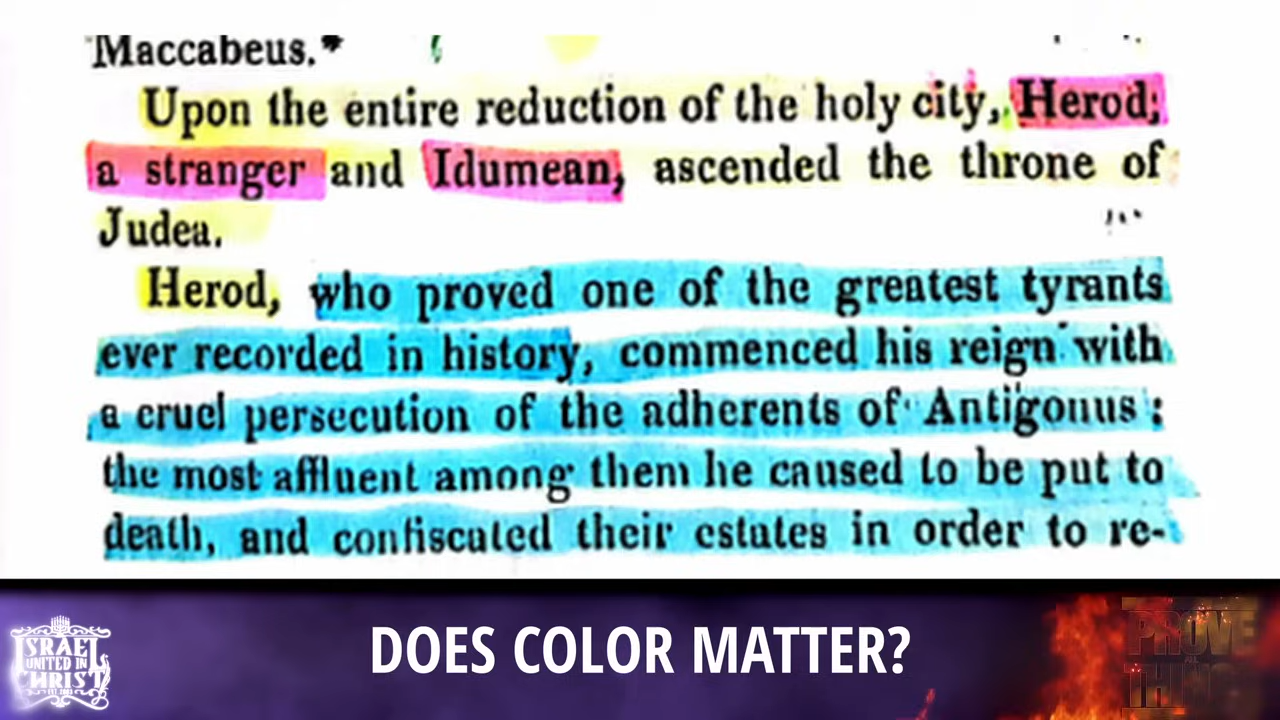 Maccabeus.*
Upon the entire reduction of the holy city, Herod;
a stranger and Idumean, ascended the throne of
Judea.
Herod, who proved one of the greatest tyrants
ever recorded in history, commenced his reign with
a cruel persecution of the adherents of Antigonus:
the most affluent among them he caused to be put to
death, and confiscated their estates in order to re-
DOES COLOR MATTER?
ISRAEL
UNITED IN
CHRIST
EST. 2003
PROVE
ALL
THINGS